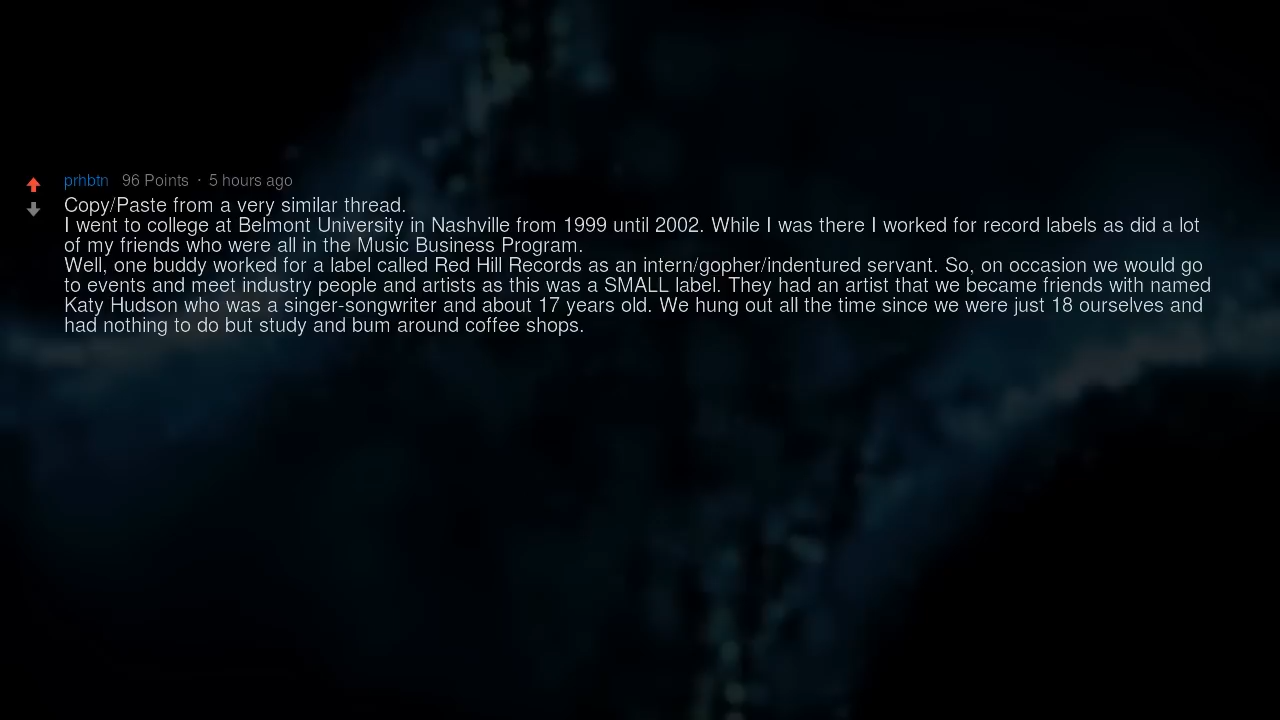 prhbtn 96 Points · 5 hours ago
Copy/Paste from a very similar thread.
I went to college at Belmont University in Nashville from 1999 until 2002. While I was there I worked for record labels as did a lot
of my friends who were all in the Music Business Program.
Well, one buddy worked for a label called Red Hill Records as an intern/gopher/indentured servant. So, on occasion we would go
to events and meet industry people and artists as this was a SMALL label. They had an artist that we became friends with named
Katy Hudson who was a singer-songwriter and about 17 years old. We hung out all the time since we were just 18 ourselves and
had nothing to do but study and bum around coffee shops.